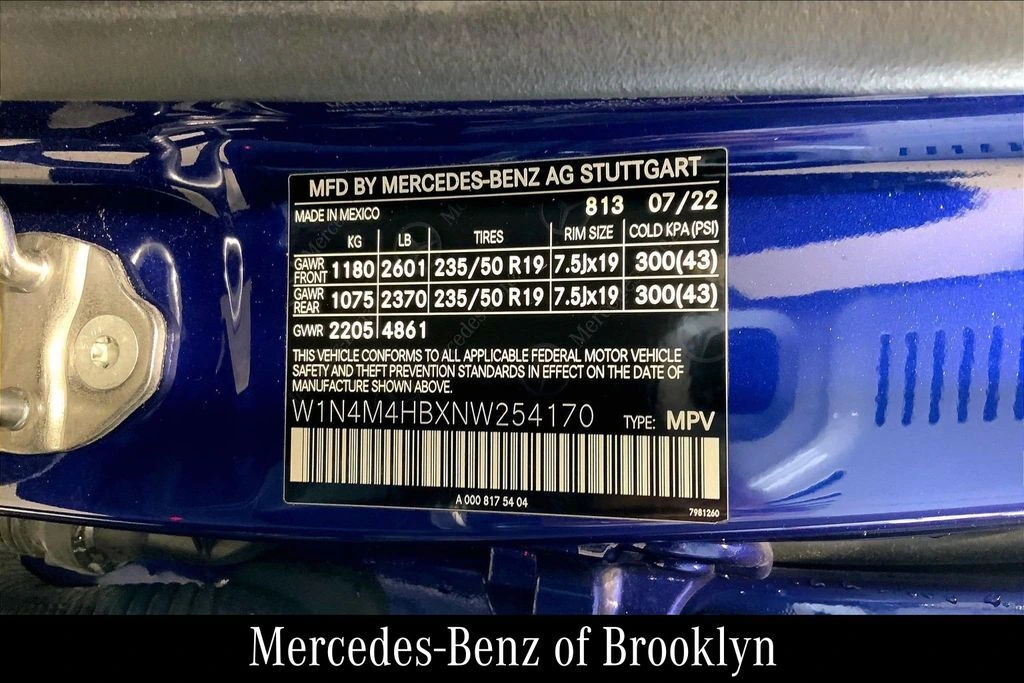 MFD BY MERCEDES-BENZ AG STUTTGART
813 07/22
MADE IN MEXICO
KG LB TIRES RIM SIZE COLD KPA (PSI)
GAWR FRONT 1180 2601 235/50 R19 7.5Jx19 300(43)
GAWR REAR 1075 2370 235/50 R19 7.5Jx19 300(43)
GVWR 2205 4861
THIS VEHICLE CONFORMS TO ALL APPLICABLE FEDERAL MOTOR VEHICLE
SAFETY AND THEFT PREVENTION STANDARDS IN EFFECT ON THE DATE OF
MANUFACTURE SHOWN ABOVE.
W1N4M4HBXNW254170 TYPE: MPV
A 000 817 54 04
7981260
Mercedes-Benz of Brooklyn